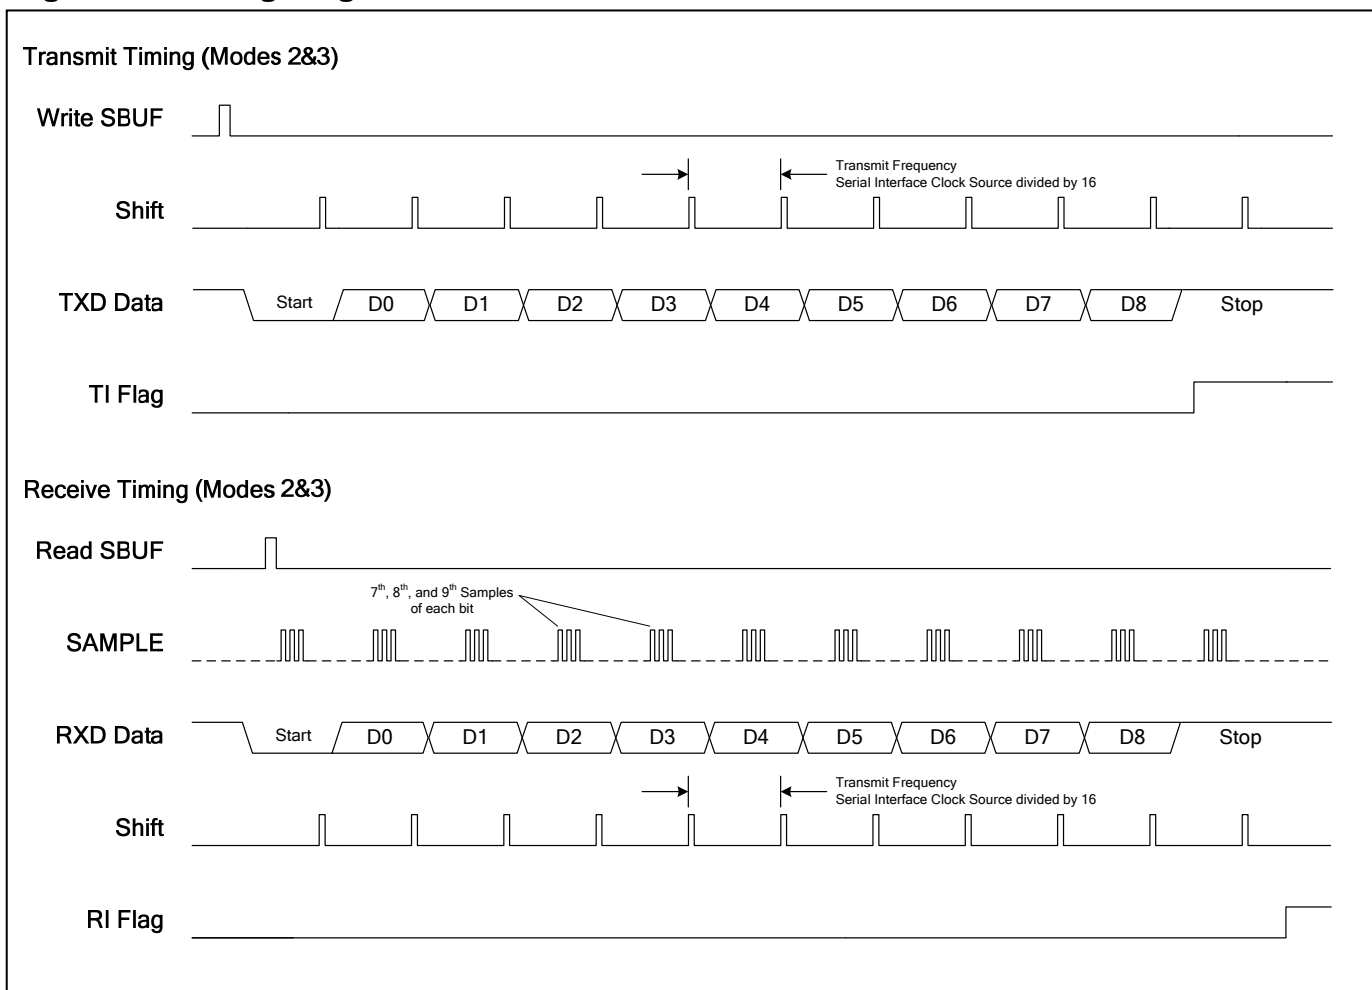 Transmit Timing (Modes 2&3)
Write SBUF
Transmit Frequency
Serial Interface Clock Source divided by 16
Shift
TXD Data Start D0 D1 D2 D3 D4 D5 D6 D7 D8 Stop
TI Flag
Receive Timing (Modes 2&3)
Read SBUF
7th, 8th, and 9th Samples
of each bit
SAMPLE
RXD Data Start D0 D1 D2 D3 D4 D5 D6 D7 D8 Stop
Transmit Frequency
Serial Interface Clock Source divided by 16
Shift
RI Flag